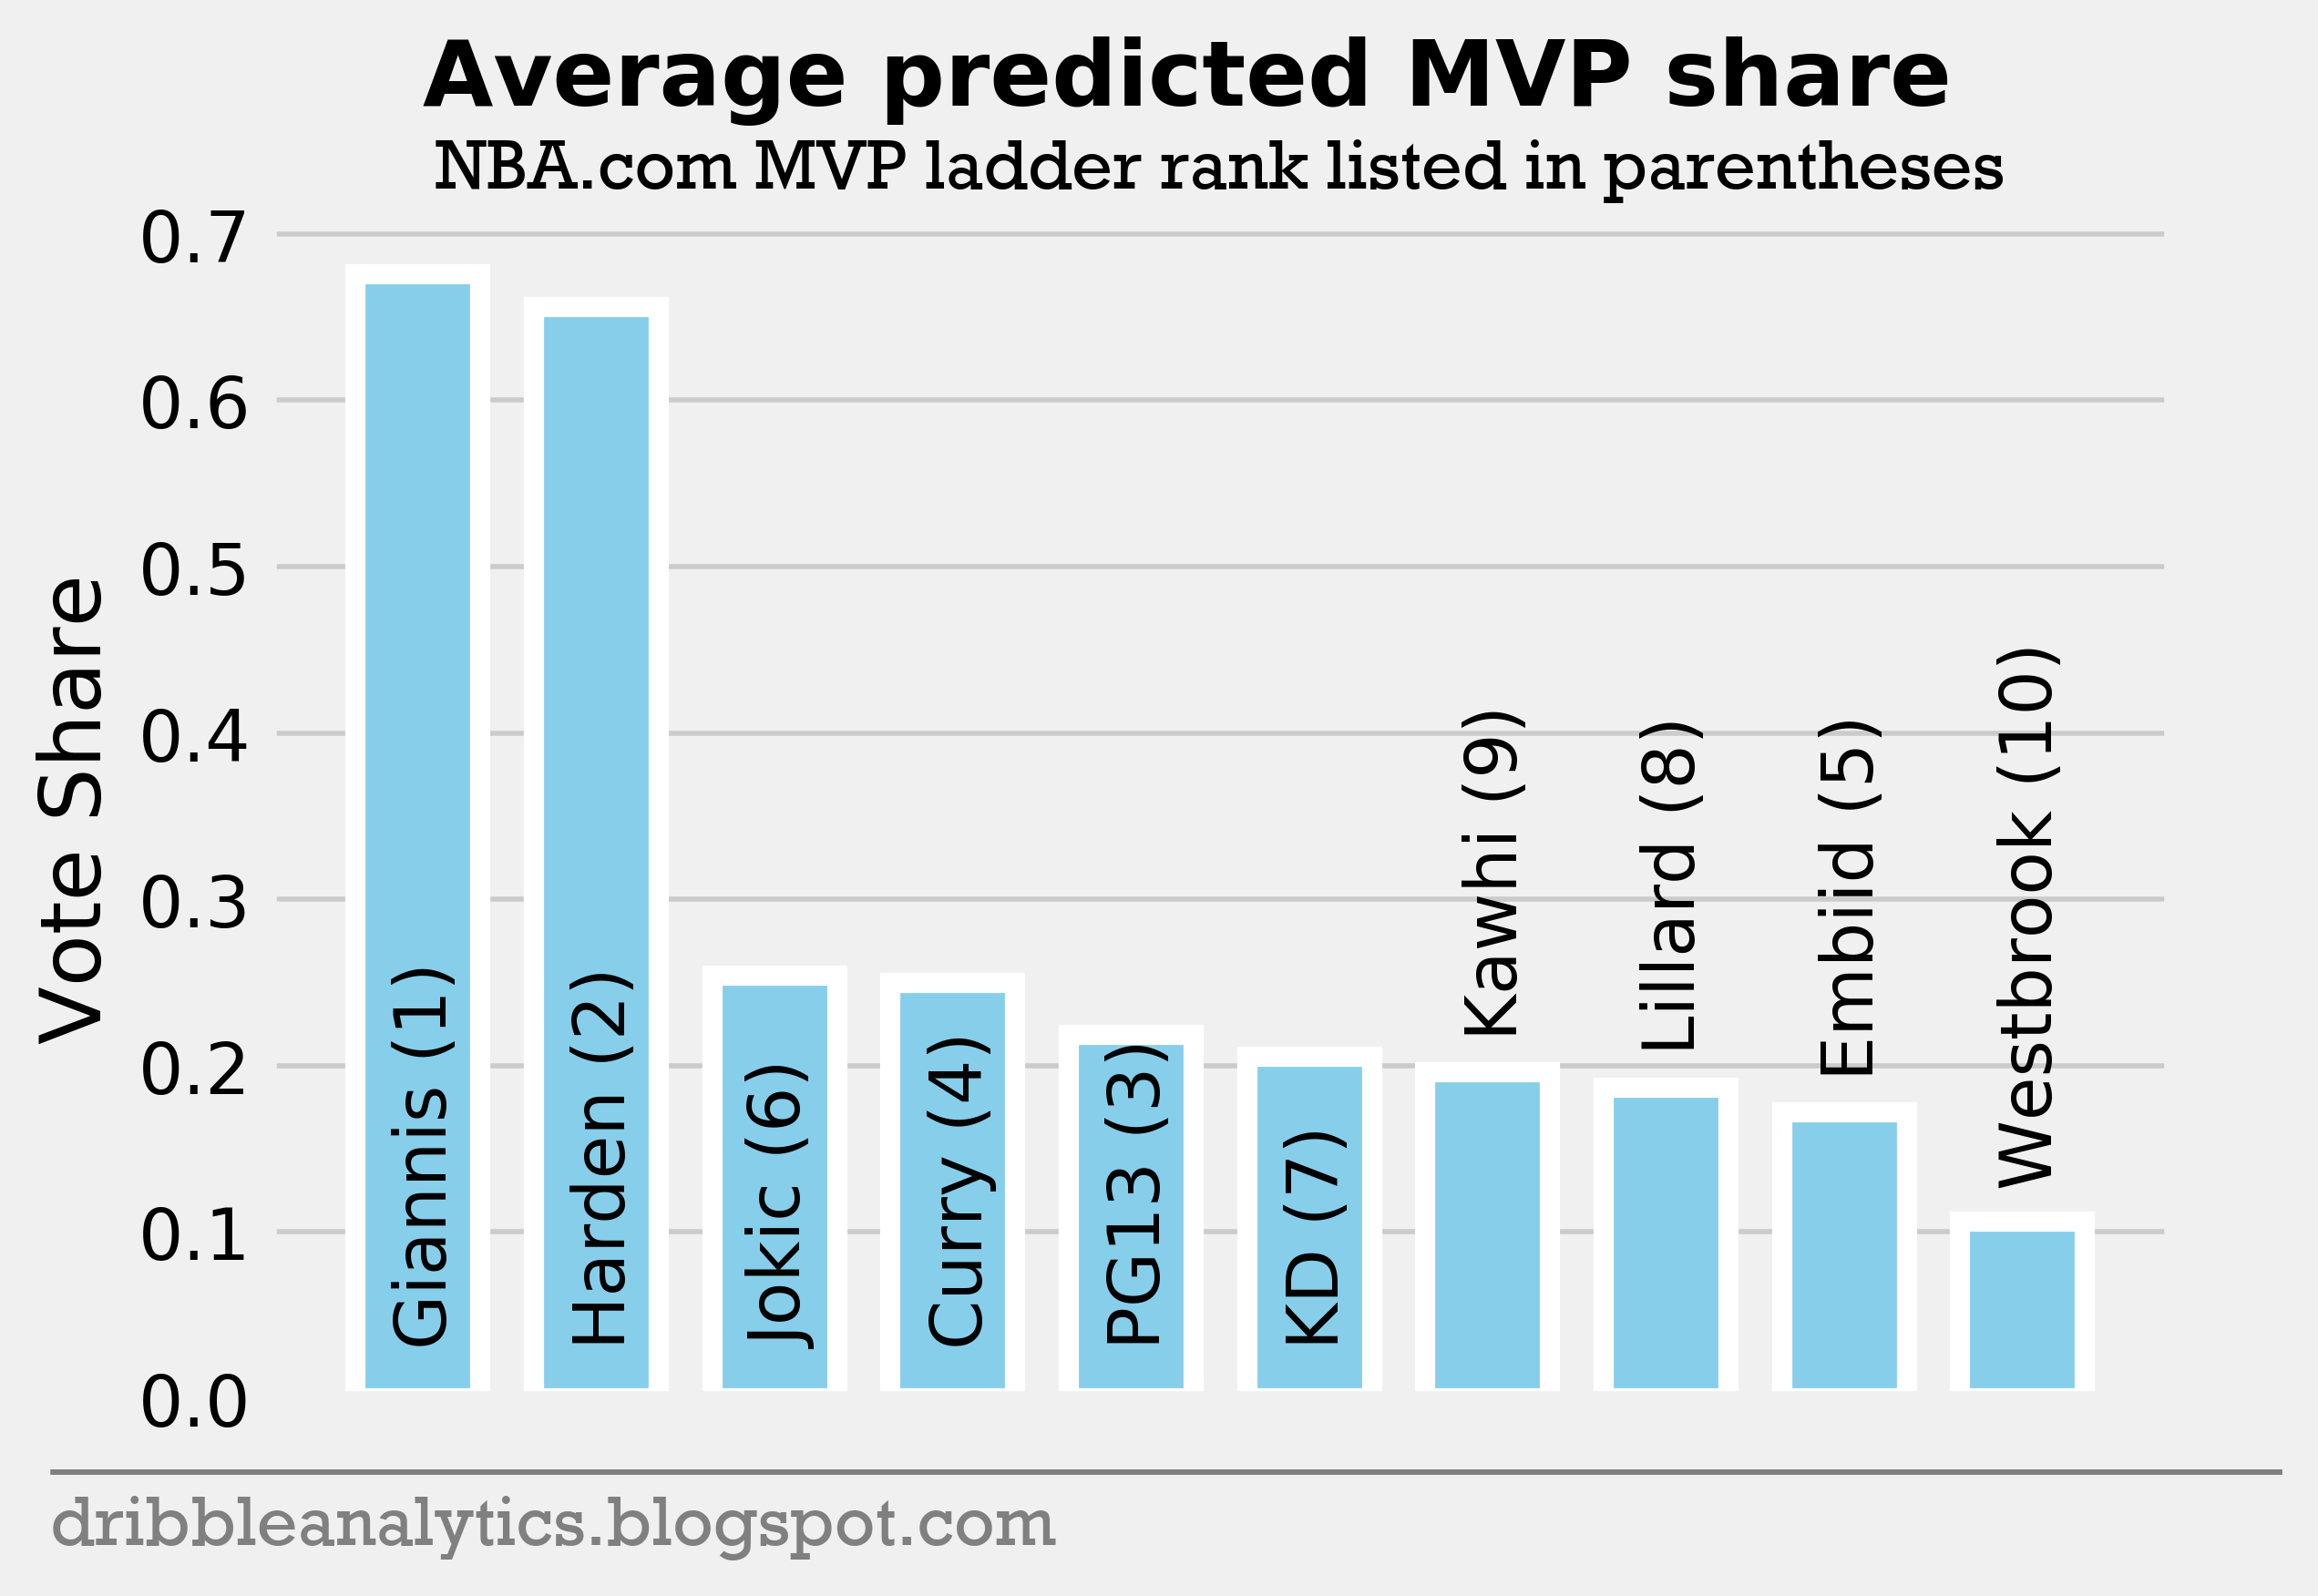 Average predicted MVP share
NBA.com MVP ladder rank listed in parentheses
Vote Share
0.7
0.6
0.5
0.4
0.3
0.2
0.1
0.0
Giannis (1)
Harden (2)
Jokic (6)
Curry (4)
PG13 (3)
KD (7)
Kawhi (9)
Lillard (8)
Embiid (5)
Westbrook (10)
dribbleanalytics.blogspot.com